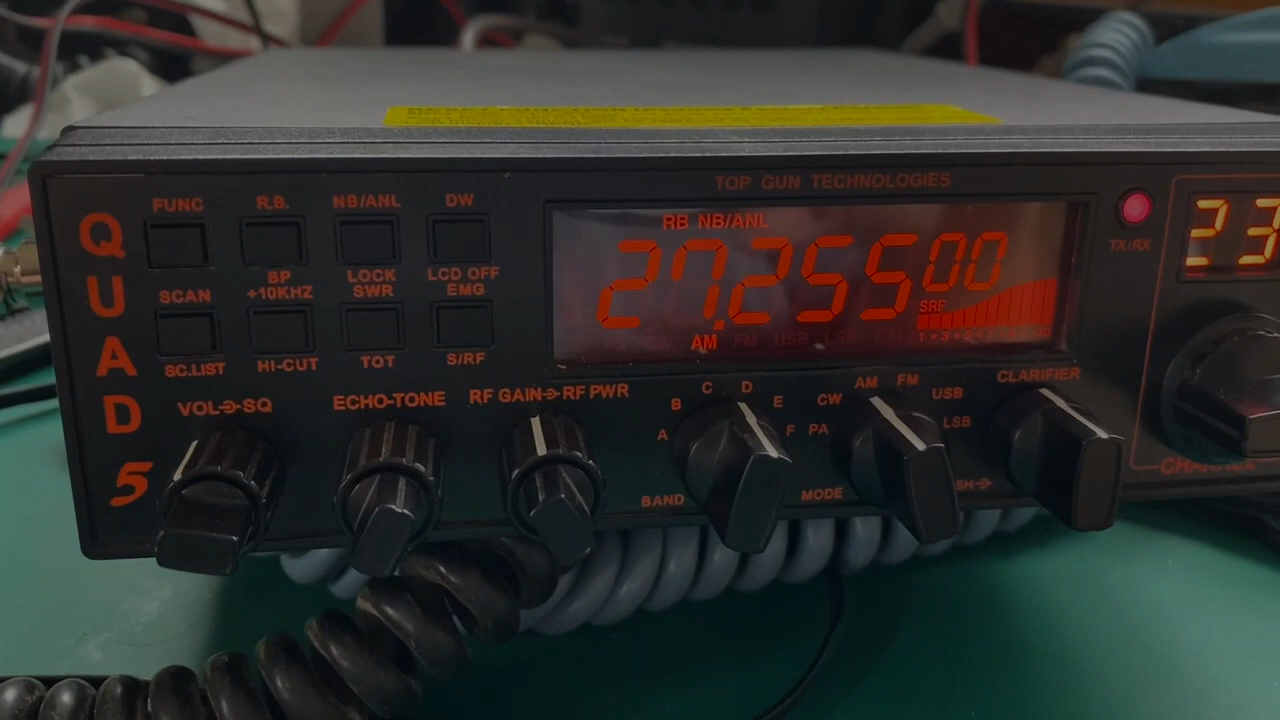 TOP GUN TECHNOLOGIES
QUAD 5
FUNC R.B. NB/ANL DW
BP LOCK LCD OFF
SCAN +10KHZ SWR EMG
SC.LIST HI-CUT TOT S/RF
RB NB/ANL
27.25500
SRF
AM FM USB LSB
TX/RX
23
VOL SQ
ECHO-TONE
RF GAIN RF PWR
A B C D E F
BAND
PA CW AM FM USB LSB
MODE
CLARIFIER